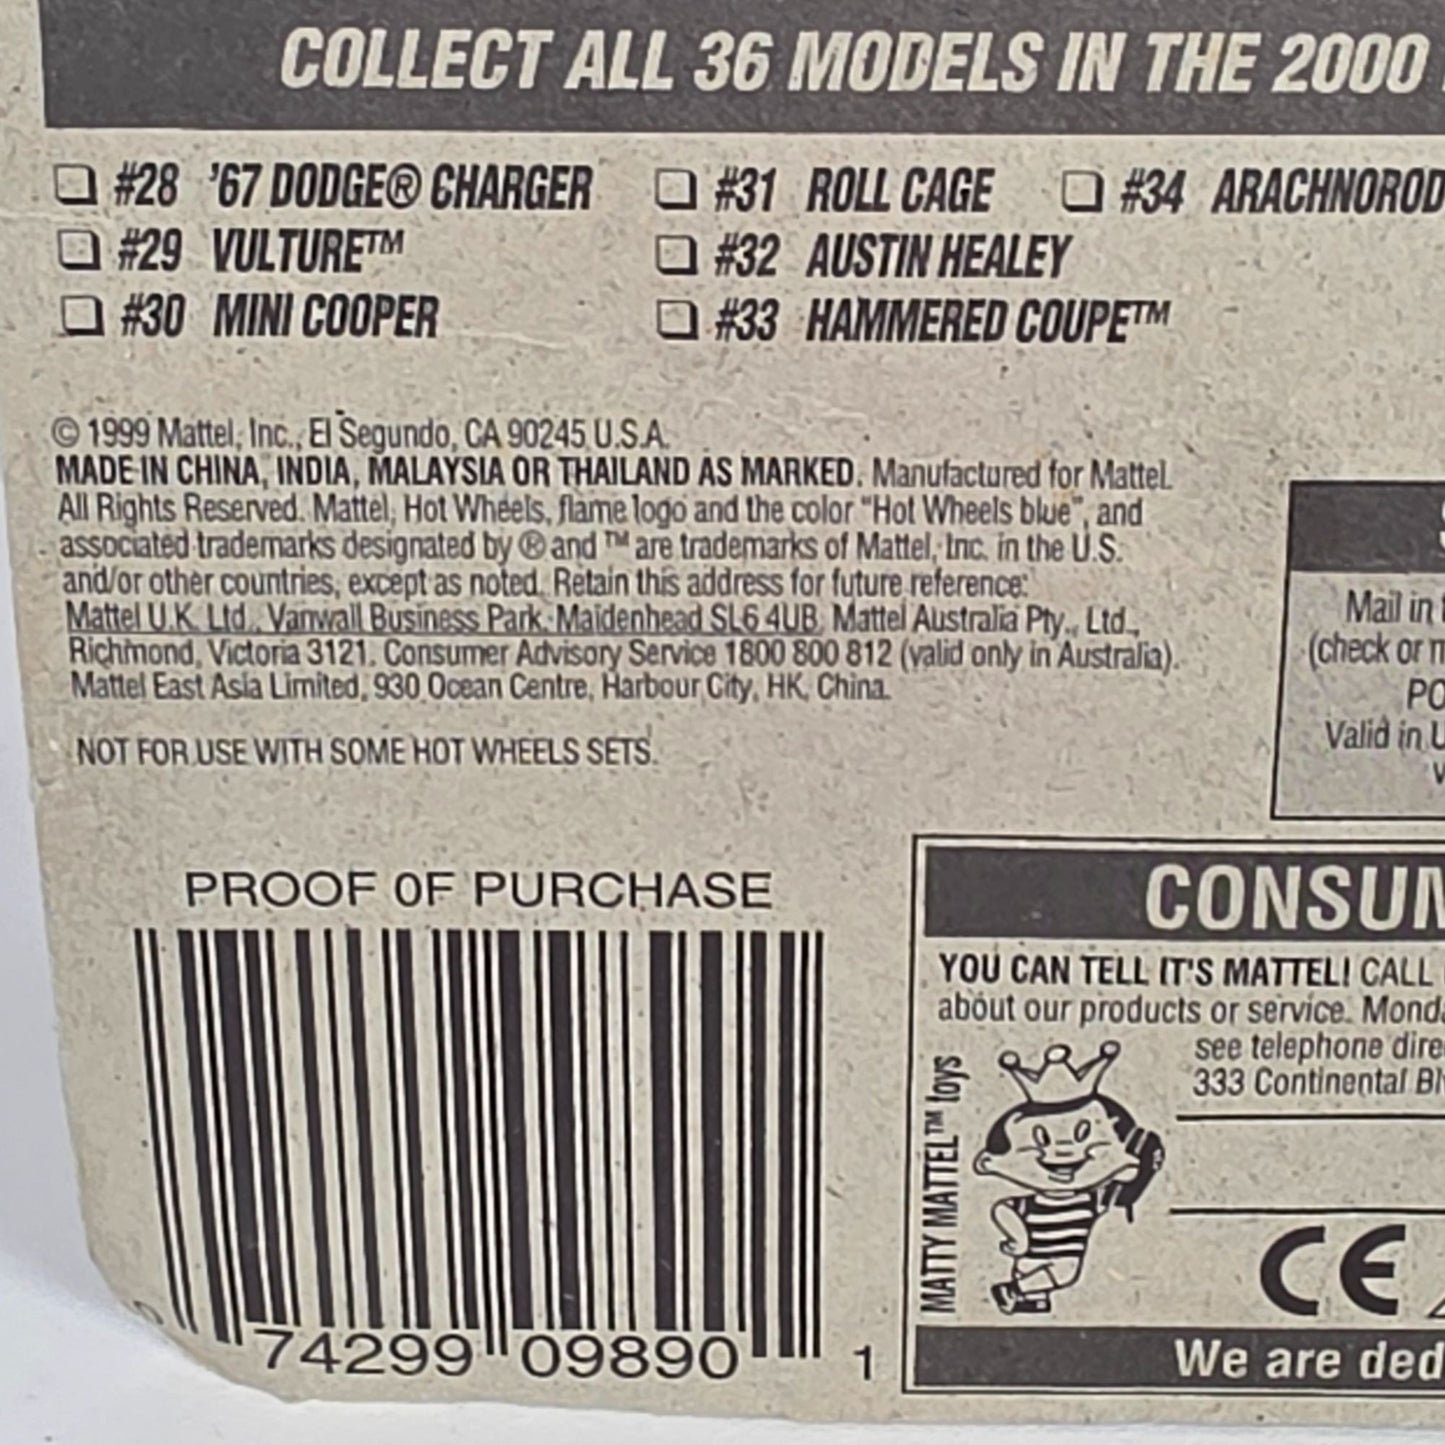 COLLECT ALL 36 MODELS IN THE 2000
#28 '67 DODGE® CHARGER
#29 VULTURE™
#30 MINI COOPER
#31 ROLL CAGE
#32 AUSTIN HEALEY
#33 HAMMERED COUPE™
#34 ARACHNOROD
© 1999 Mattel, Inc., El Segundo, CA 90245 U.S.A.
MADE IN CHINA, INDIA, MALAYSIA OR THAILAND AS MARKED. Manufactured for Mattel.
All Rights Reserved. Mattel, Hot Wheels, flame logo and the color "Hot Wheels blue", and
associated trademarks designated by ® and ™ are trademarks of Mattel, Inc. in the U.S.
and/or other countries, except as noted. Retain this address for future reference:
Mattel U.K. Ltd., Vanwall Business Park, Maidenhead SL6 4UB. Mattel Australia Pty., Ltd.,
Richmond, Victoria 3121. Consumer Advisory Service 1800 800 812 (valid only in Australia).
Mattel East Asia Limited, 930 Ocean Centre, Harbour City, HK, China.
NOT FOR USE WITH SOME HOT WHEELS SETS.
Mail in
(check or
Valid in
PROOF OF PURCHASE
74299 09890 1
CONSUM
YOU CAN TELL IT'S MATTEL! CALL
about our products or service. Monda
see telephone dire
333 Continental Bl
MATTY MATTEL™ toys
CE
We are ded